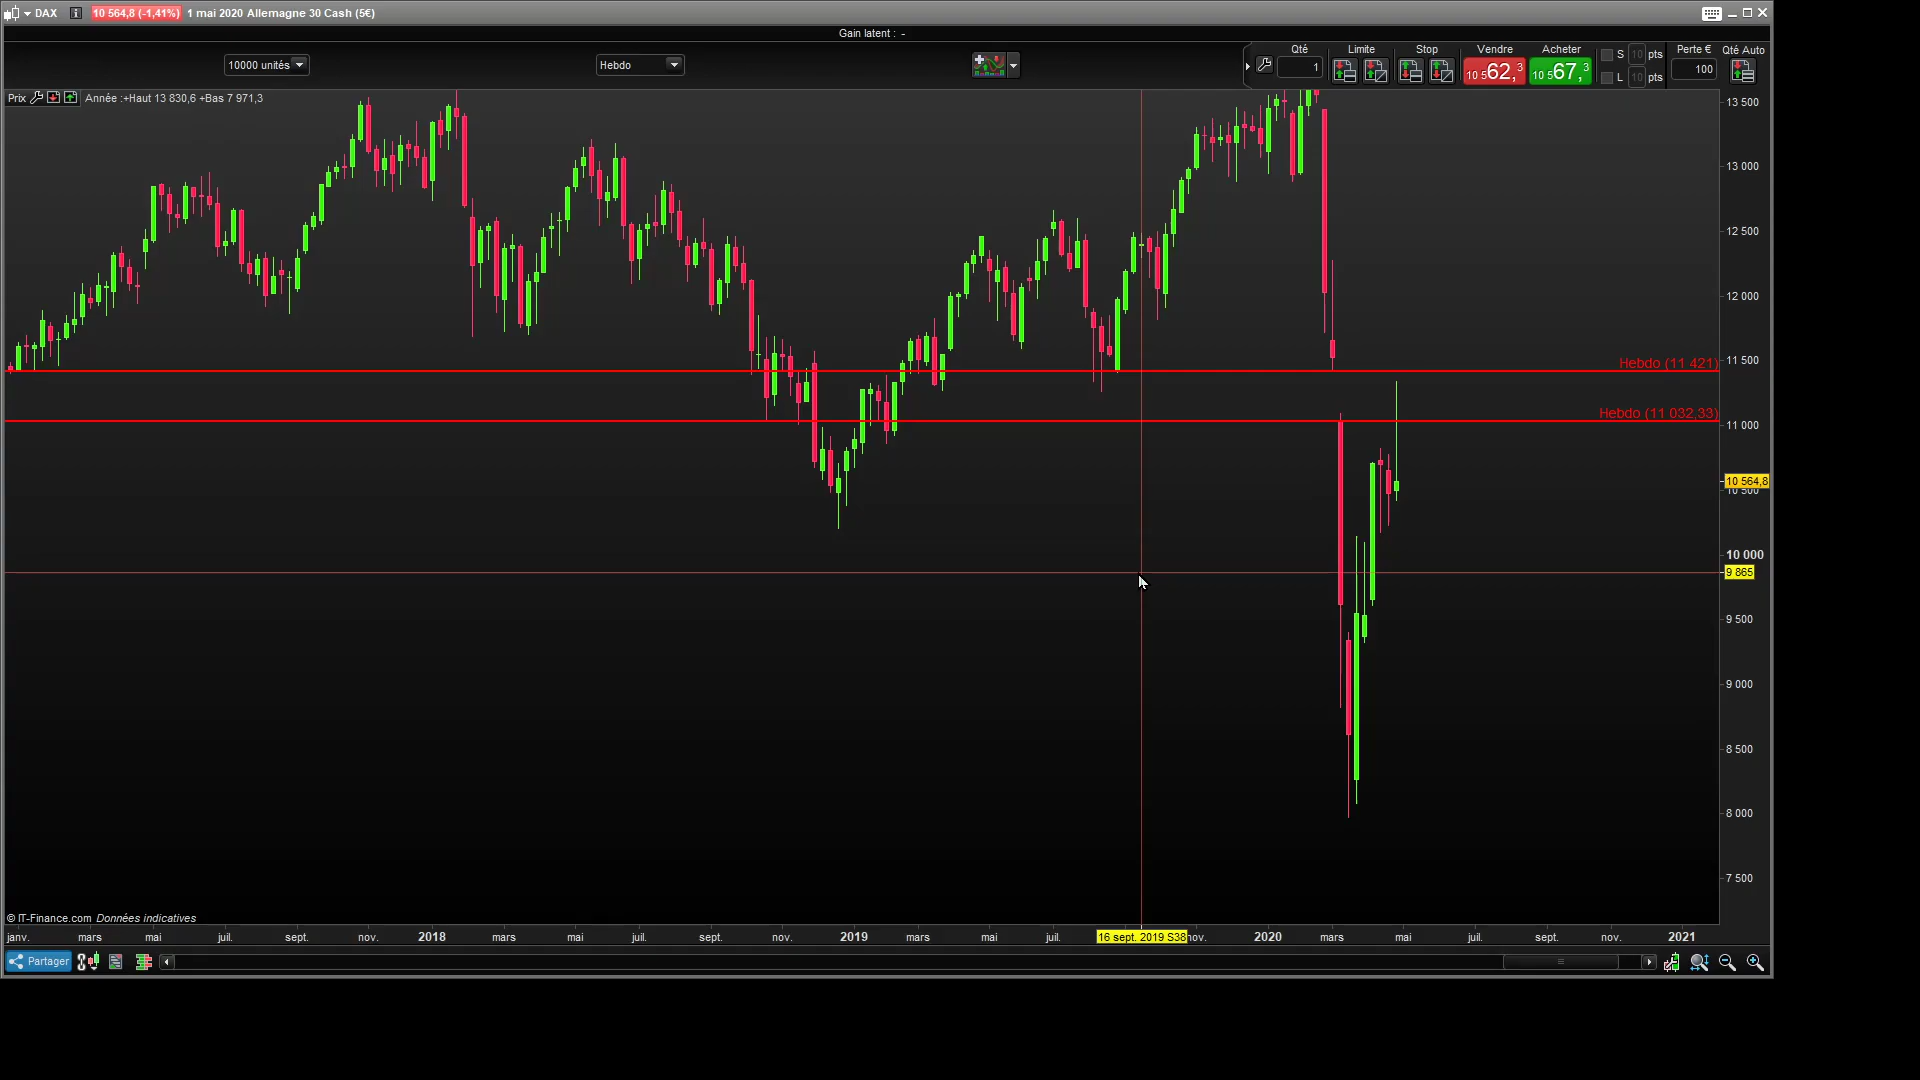 DAX 10 564,8 (-1,41%) 1 mai 2020 Allemagne 30 Cash (5€)
Gain latent : -
10000 unités Hebdo
Qté Limite Stop Vendre Acheter S 10 pts Perte € Qté Auto
1 10 562,3 10 567,3 L 10 pts 100
Prix Année :+Haut 13 830,6 +Bas 7 971,3
13 500
13 000
12 500
12 000
11 500
Hebdo (11 421)
Hebdo (11 032,33)
11 000
10 564,8
10 500
10 000
9 865
9 500
9 000
8 500
8 000
7 500
© IT-Finance.com Données indicatives
janv. mars mai juil. sept. nov. 2018 mars mai juil. sept. nov. 2019 mars mai juil. 16 sept. 2019 S38 nov. 2020 mars mai juil. sept. nov. 2021
Partager